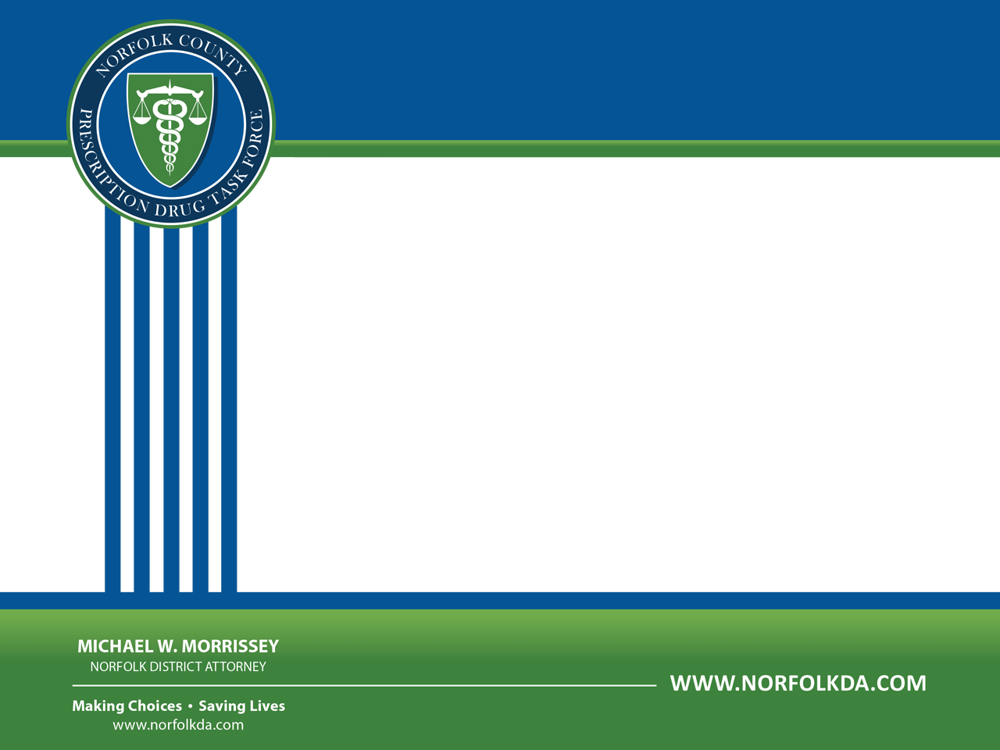 NORFOLK COUNTY
PRESCRIPTION DRUG TASK FORCE
MICHAEL W. MORRISSEY
NORFOLK DISTRICT ATTORNEY
WWW.NORFOLKDA.COM
Making Choices • Saving Lives
www.norfolkda.com